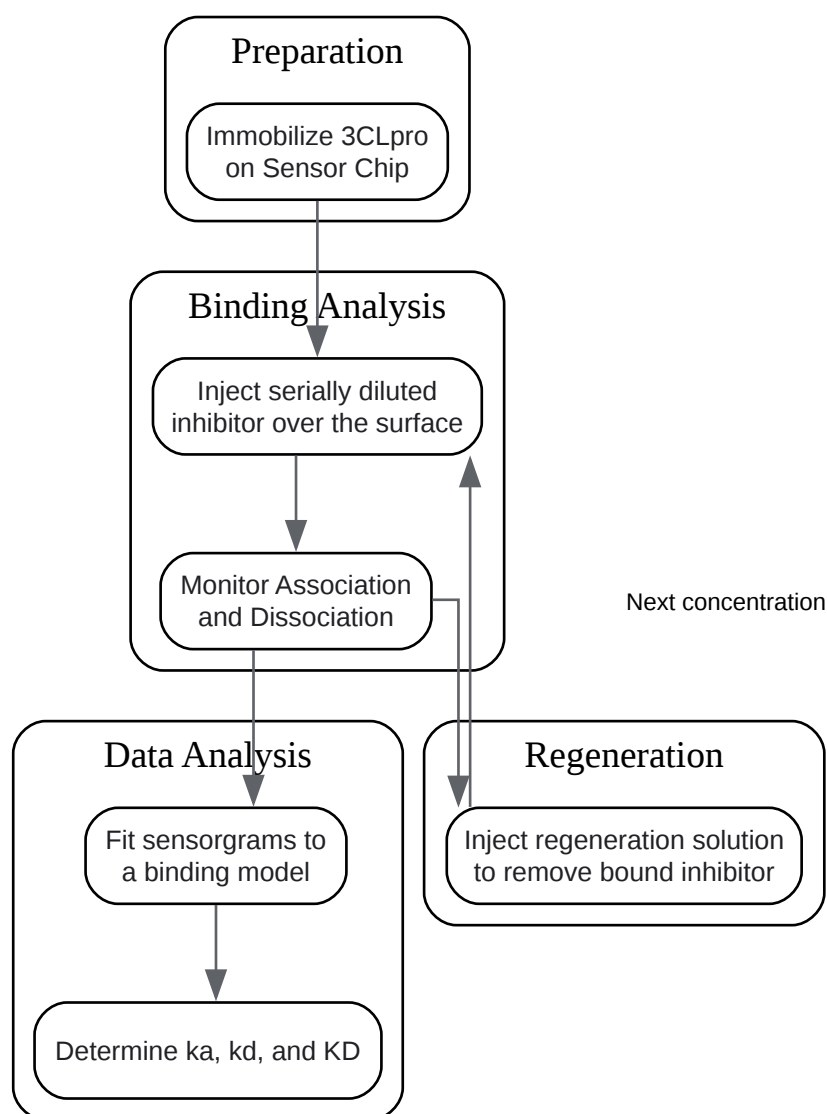 Preparation
Immobilize 3CLpro
on Sensor Chip
Binding Analysis
Inject serially diluted
inhibitor over the surface
Monitor Association
and Dissociation
Next concentration
Data Analysis
Fit sensorgrams to
a binding model
Determine ka, kd, and KD
Regeneration
Inject regeneration solution
to remove bound inhibitor